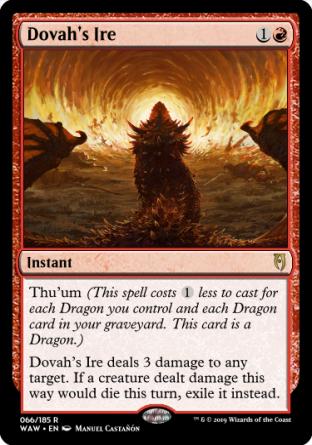 Dovah's Ire 1
Instant
Thu'um (This spell costs 1 less to cast for
each Dragon you control and each Dragon
card in your graveyard. This card is a
Dragon.)
Dovah's Ire deals 3 damage to any
target. If a creature dealt damage this
way would die this turn, exile it instead.
066/185 R
WAW • EN MANUEL CASTAÑÓN
™ & © 2019 Wizards of the Coast